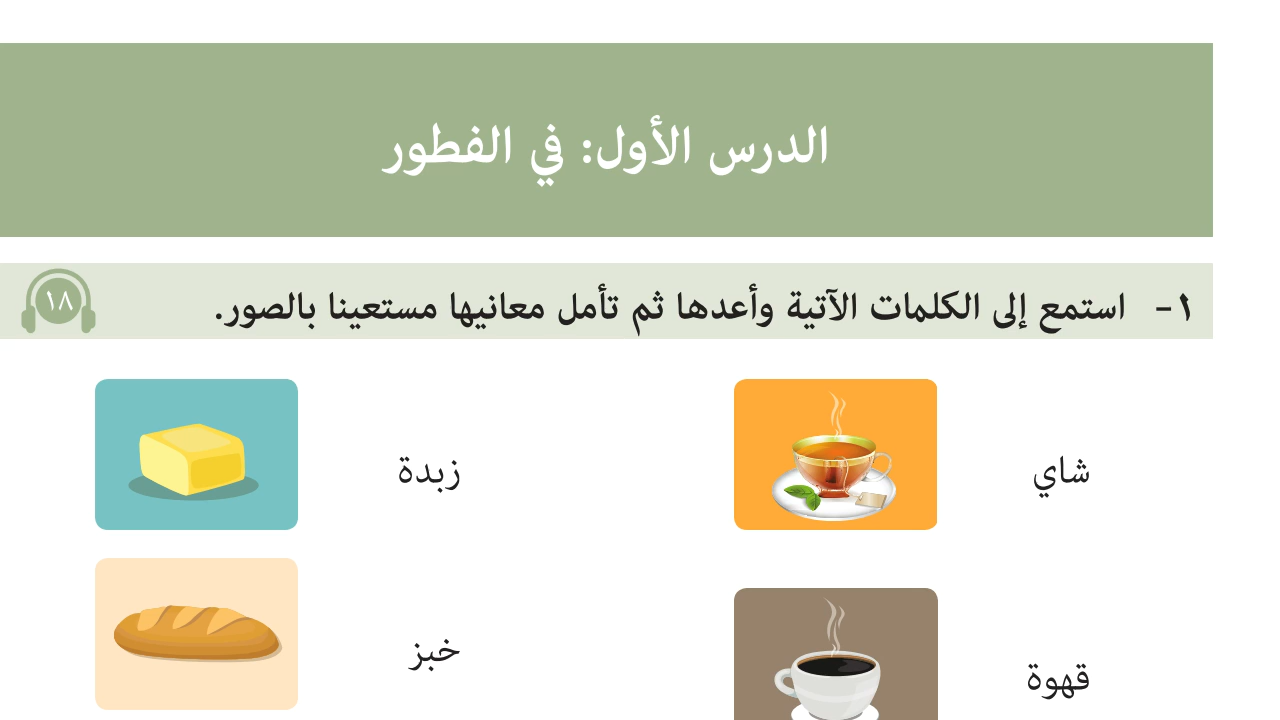 الدرس الأول: في الفطور
١- استمع إلى الكلمات الآتية وأعدها ثم تأمل معانيها مستعينا بالصور.
١٨
شاي
زبدة
قهوة
خبز